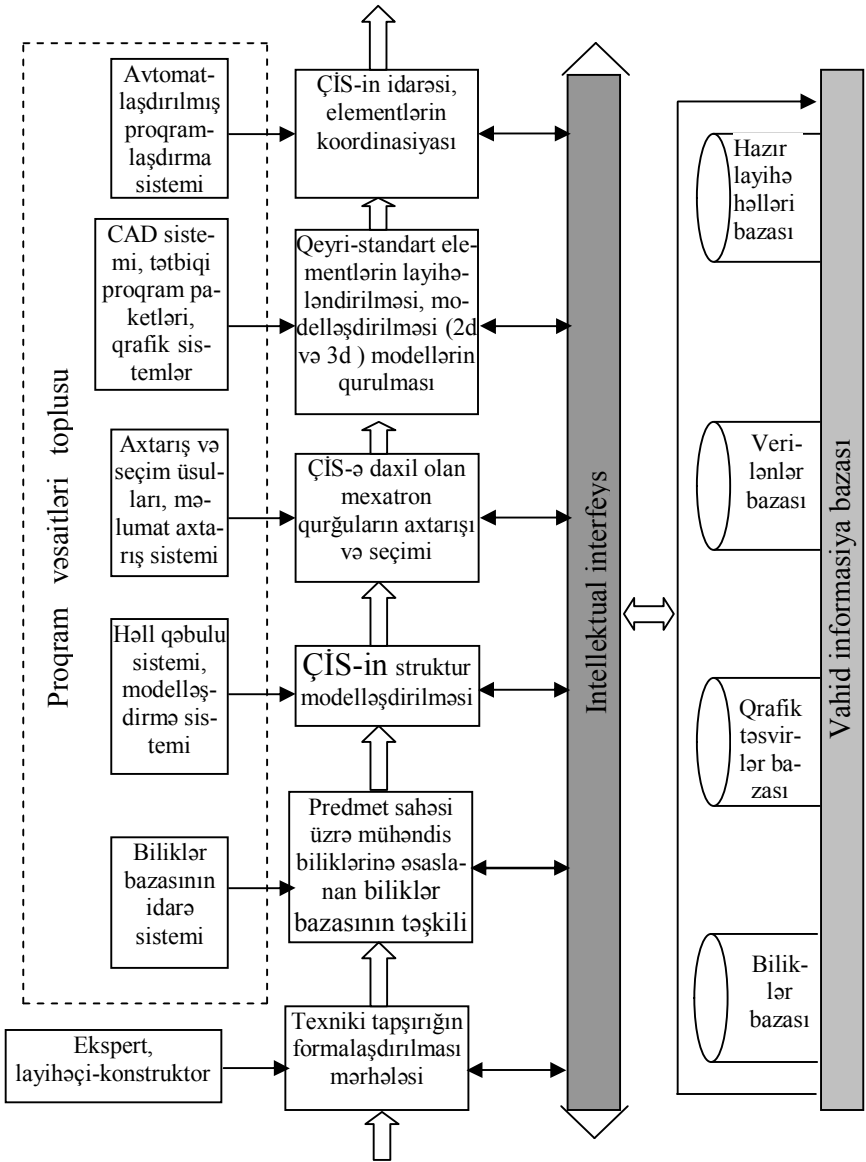 Proqram vəsaitləri toplusu
Avtomat-
laşdırılmış
proqram-
laşdırma
sistemi
CAD siste-
mi, tətbiqi
proqram pa-
ketləri,
qrafik sis-
temlər
Axtarış və
seçim üsul-
ları, mə-
lumat axta-
rış sistemi
Həll qəbulu
sistemi,
modelləş-
dirmə sis-
temi
Biliklər
bazasının
idarə
sistemi
Ekspert,
layihəçi-konstruktor
ÇİS-in idarəsi,
elementlərin
koordinasiyası
Qeyri-standart ele-
mentlərin layihə-
ləndirilməsi, mo-
delləşdirilməsi (2d
və 3d ) modellərin
qurulması
ÇİS-ə daxil olan
mexatron
qurğuların axtarışı
və seçimi
ÇİS-in struktur
modelləşdirilməsi
Predmet sahəsi
üzrə mühəndis
biliklərinə əsasla-
nan biliklər
bazasının təşkili
Texniki tapşırığın
formalaşdırılması
mərhələsi
Intellektual interfeys
Hazır
layihə
həlləri
bazası
Veri-
lənlər
bazası
Qrafik
təsvir-
lər ba-
zası
Bilik-
lər
bazası
Vahid informasiya bazası